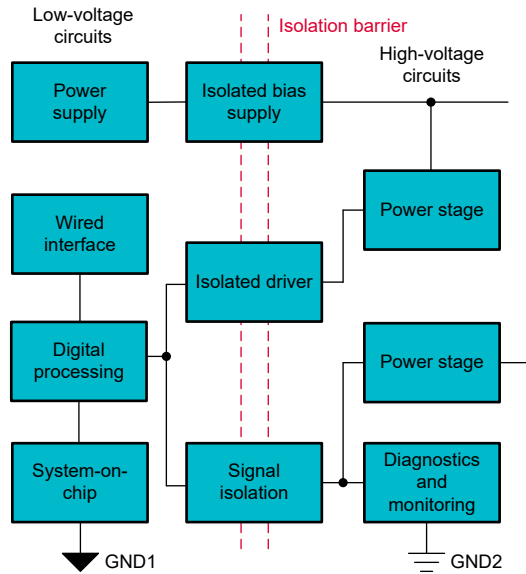 Low-voltage
circuits
Isolation barrier
High-voltage
circuits
Power
supply
Isolated bias
supply
Power stage
Wired
interface
Isolated driver
Digital
processing
Power stage
System-on-
chip
Signal
isolation
Diagnostics
and
monitoring
GND1
GND2